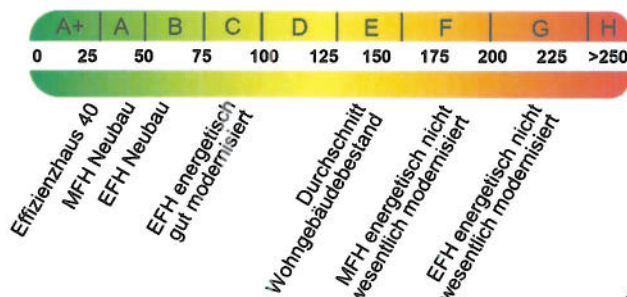 A+ A B C D E F G H
0 25 50 75 100 125 150 175 200 225 >250
Effizienzhaus 40
MFH Neubau
EFH Neubau
EFH energetisch
gut modernisiert
Durchschnitt
Wohngebäudebestand
MFH energetisch nicht
wesentlich modernisiert
EFH energetisch nicht
wesentlich modernisiert